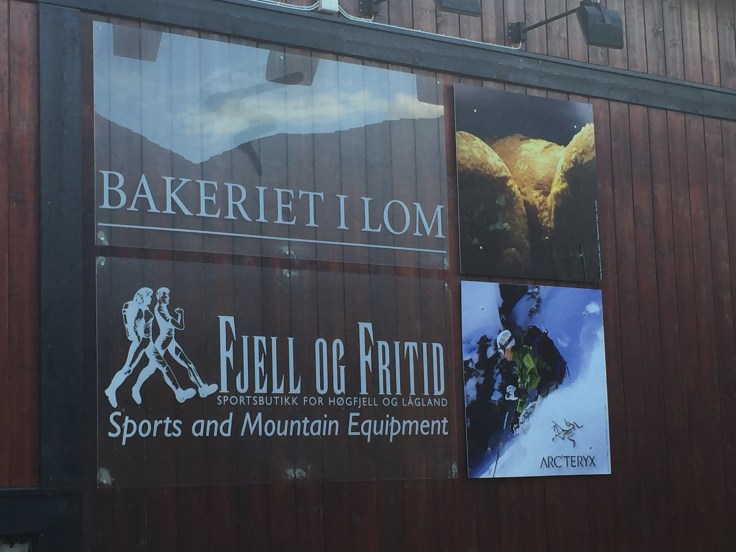 BAKERIET I LOM
FJELL OG FRITID
SPORTSBUTIKK FOR HØGFJELL OG LÅGLAND
Sports and Mountain Equipment
ARC'TERYX